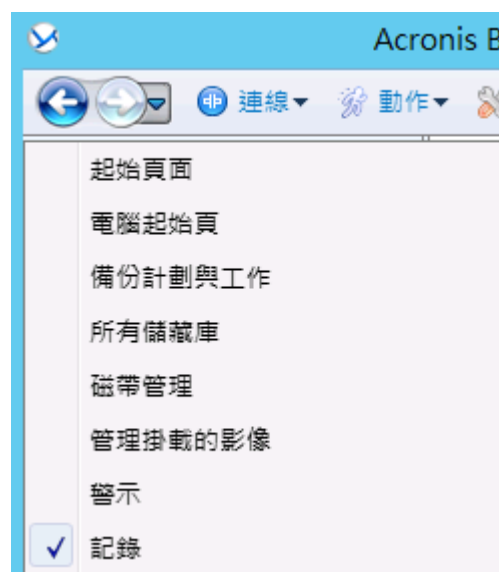 Acronis B
連線 動作
起始頁面
電腦起始頁
備份計劃與工作
所有儲藏庫
磁帶管理
管理掛載的影像
警示
記錄